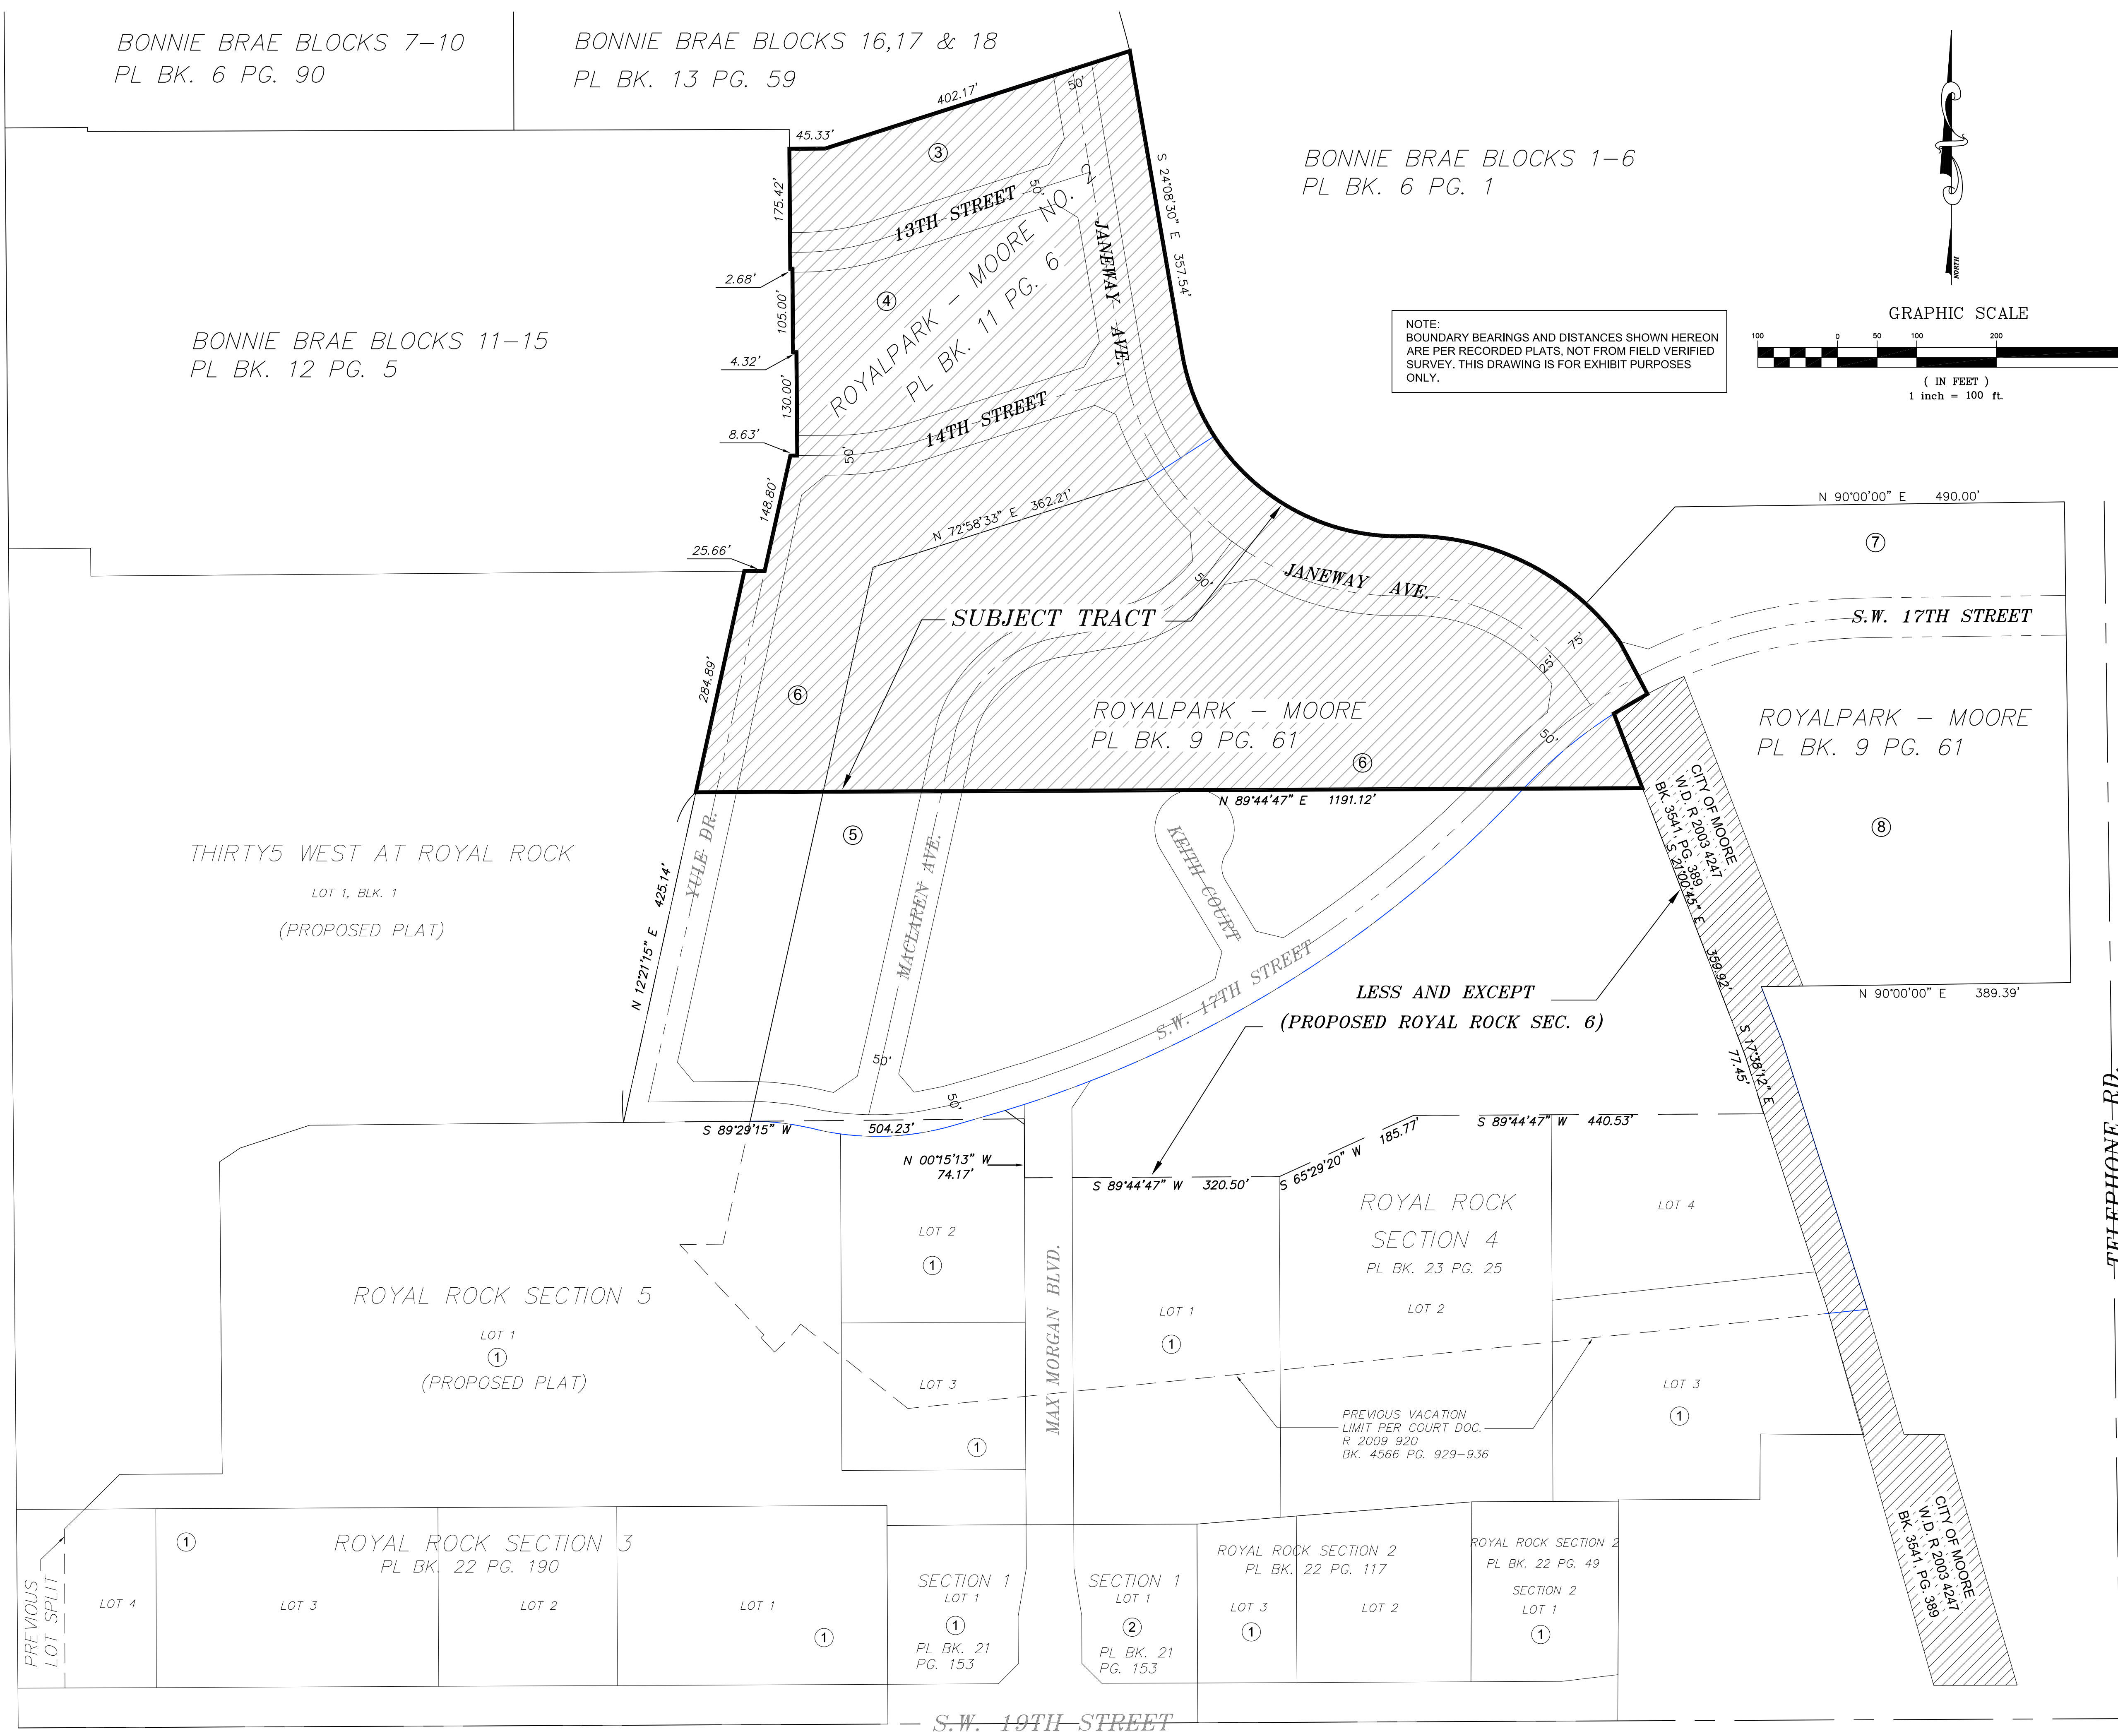 BONNIE BRAE BLOCKS 7-10
PL BK. 6 PG. 90
BONNIE BRAE BLOCKS 16,17 & 18
PL BK. 13 PG. 59
BONNIE BRAE BLOCKS 1-6
PL BK. 6 PG. 1
NORTH
GRAPHIC SCALE
100 0 50 100 200
( IN FEET )
1 inch = 100 ft.
NOTE:
BOUNDARY BEARINGS AND DISTANCES SHOWN HEREON
ARE PER RECORDED PLATS, NOT FROM FIELD VERIFIED
SURVEY. THIS DRAWING IS FOR EXHIBIT PURPOSES
ONLY.
BONNIE BRAE BLOCKS 11-15
PL BK. 12 PG. 5
45.33'
402.17'
50'
3
175.42'
13TH STREET
50'
S 24°08'30" E 357.54'
2.68'
4
105.00'
ROYALPARK - MOORE NO. 2
PL BK. 11 PG. 6
JANEWAY AVE.
4.32'
130.00'
14TH STREET
8.63'
50'
148.80'
N 72°58'33" E 362.21'
25.66'
50'
JANEWAY AVE.
SUBJECT TRACT
284.89'
6
75'
25'
50'
ROYALPARK - MOORE
PL BK. 9 PG. 61
6
N 89°44'47" E 1191.12'
N 90°00'00" E 490.00'
7
S.W. 17TH STREET
ROYALPARK - MOORE
PL BK. 9 PG. 61
8
CITY OF MOORE
W.D. R 2003 4247
BK. 3541, PG. 389
S 21°00'45" E 359.92'
N 90°00'00" E 389.39'
S 17°38'12" E
77.45'
TELEPHONE RD.
THIRTY5 WEST AT ROYAL ROCK
LOT 1, BLK. 1
(PROPOSED PLAT)
N 12°21'15" E 425.14'
YULE DR.
5
MACLAREN AVE.
KEITH COURT
S.W. 17TH STREET
50'
50'
LESS AND EXCEPT
(PROPOSED ROYAL ROCK SEC. 6)
S 89°29'15" W 504.23'
N 00°15'13" W
74.17'
S 89°44'47" W 320.50'
S 65°29'20" W 185.77'
S 89°44'47" W 440.53'
ROYAL ROCK
SECTION 4
PL BK. 23 PG. 25
LOT 4
LOT 2
1
LOT 1
1
LOT 2
LOT 3
1
LOT 3
1
MAX MORGAN BLVD.
ROYAL ROCK SECTION 5
LOT 1
1
(PROPOSED PLAT)
PREVIOUS VACATION
LIMIT PER COURT DOC.
R 2009 920
BK. 4566 PG. 929-936
PREVIOUS
LOT SPLIT
1
ROYAL ROCK SECTION 3
PL BK. 22 PG. 190
LOT 4
LOT 3
LOT 2
LOT 1
1
SECTION 1
LOT 1
1
PL BK. 21
PG. 153
SECTION 1
LOT 1
2
PL BK. 21
PG. 153
ROYAL ROCK SECTION 2
PL BK. 22 PG. 117
LOT 3
1
LOT 2
ROYAL ROCK SECTION 2
PL BK. 22 PG. 49
SECTION 2
LOT 1
1
CITY OF MOORE
W.D. R 2003 4247
BK. 3541, PG. 389
S.W. 19TH STREET